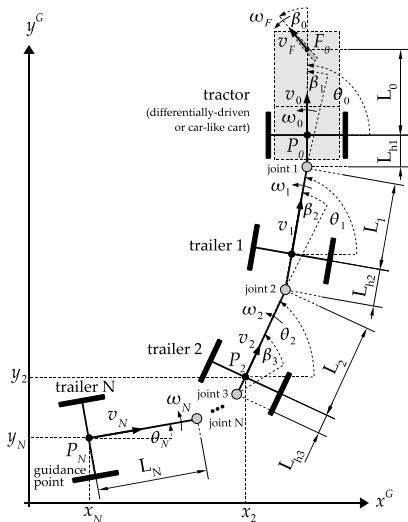 y^G
ω_F
β_0
v_F
F_0
β_1
tractor
(differentially-driven
or car-like cart)
v_0
θ_0
ω_0
L_0
P_0
L_h1
joint 1
ω_1
β_2
θ_1
L_1
v_1
trailer 1
L_h2
joint 2
ω_2
θ_2
v_2
β_3
trailer 2
P_2
L_2
y_2
trailer N
joint 3
ω_N
v_N
joint N
y_N
P_N
θ_N
L_h3
guidance
point
L_N
x_N
x_2
x^G